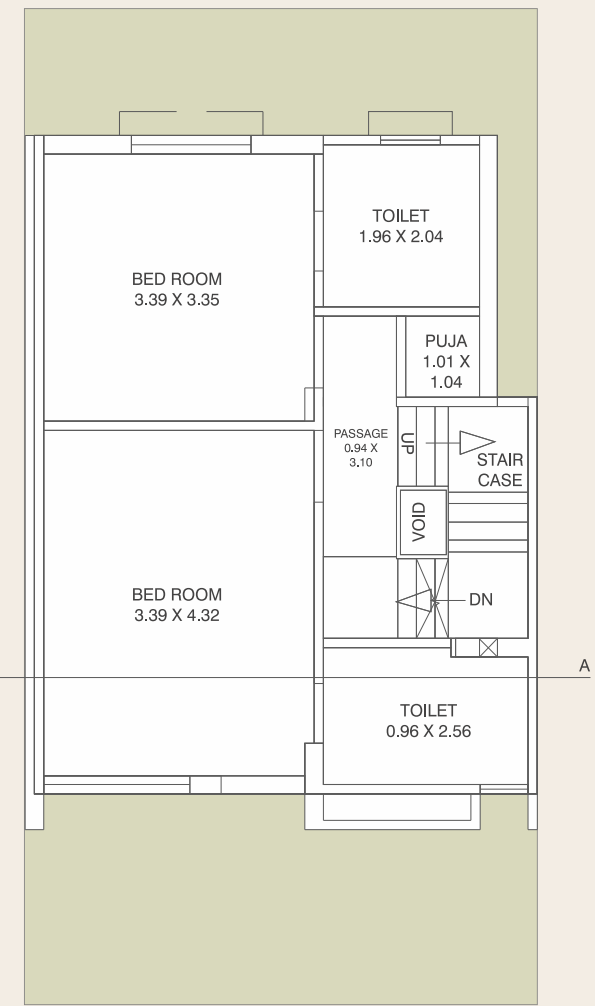 TOILET
1.96 X 2.04
BED ROOM
3.39 X 3.35
PUJA
1.01 X
1.04
PASSAGE
0.94 X
3.10
UP
STAIR
CASE
VOID
BED ROOM
3.39 X 4.32
DN
A
TOILET
0.96 X 2.56